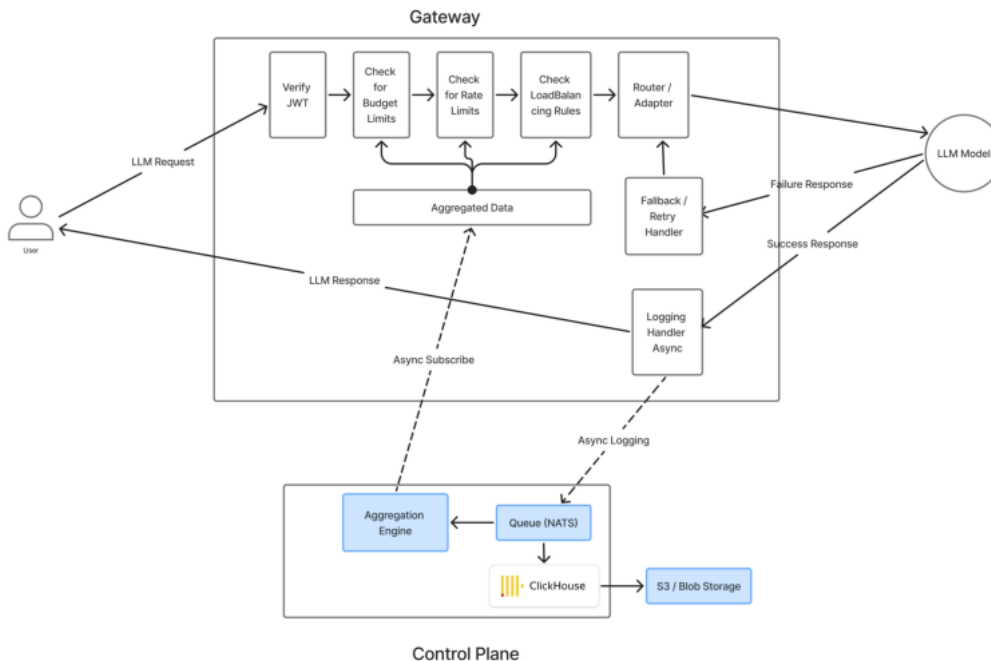 Gateway
Verify
JWT
Check
for
Budget
Limits
Check
for Rate
Limits
Check
LoadBalan
cing Rules
Router /
Adapter
LLM Model
LLM Request
Failure Response
Aggregated Data
Fallback /
Retry
Handler
User
Success Response
LLM Response
Logging
Handler
Async
Async Subscribe
Async Logging
Aggregation
Engine
Queue (NATS)
ClickHouse
S3 / Blob Storage
Control Plane